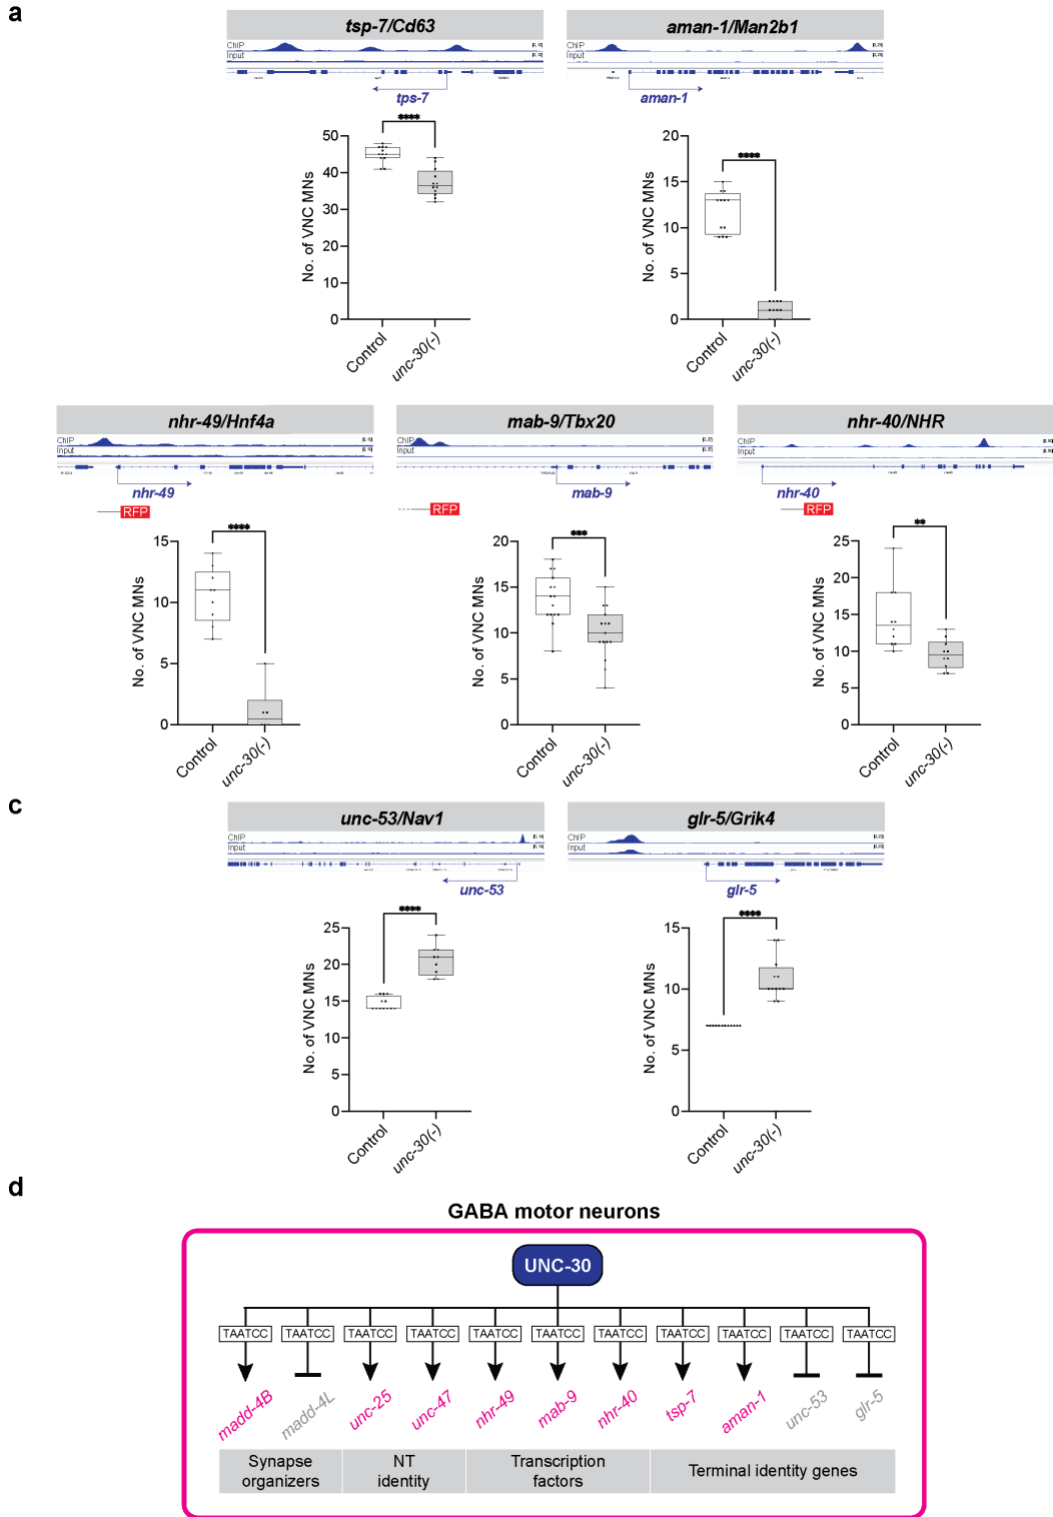 a
tsp-7/Cd63
aman-1/Man2b1
ChIP
Input
ChIP
Input
tps-7
aman-1
****
****
No. of VNC MNs
50
40
30
20
10
0
Control
unc-30(-)
No. of VNC MNs
20
15
10
5
0
Control
unc-30(-)
nhr-49/Hnf4a
mab-9/Tbx20
nhr-40/NHR
ChIP
Input
ChIP
Input
ChIP
Input
nhr-49
mab-9
nhr-40
RFP
RFP
RFP
****
***
**
No. of VNC MNs
15
10
5
0
Control
unc-30(-)
No. of VNC MNs
20
15
10
5
0
Control
unc-30(-)
No. of VNC MNs
25
20
15
10
5
0
Control
unc-30(-)
c
unc-53/Nav1
glr-5/Grik4
ChIP
Input
ChIP
Input
unc-53
glr-5
****
****
No. of VNC MNs
25
20
15
10
5
0
Control
unc-30(-)
No. of VNC MNs
15
10
5
0
Control
unc-30(-)
d
GABA motor neurons
UNC-30
TAATCC TAATCC TAATCC TAATCC TAATCC TAATCC TAATCC TAATCC TAATCC TAATCC TAATCC
madd-4B madd-4L unc-25 unc-47 nhr-49 mab-9 nhr-40 tsp-7 aman-1 unc-53 glr-5
Synapse
organizers
NT
identity
Transcription
factors
Terminal identity genes